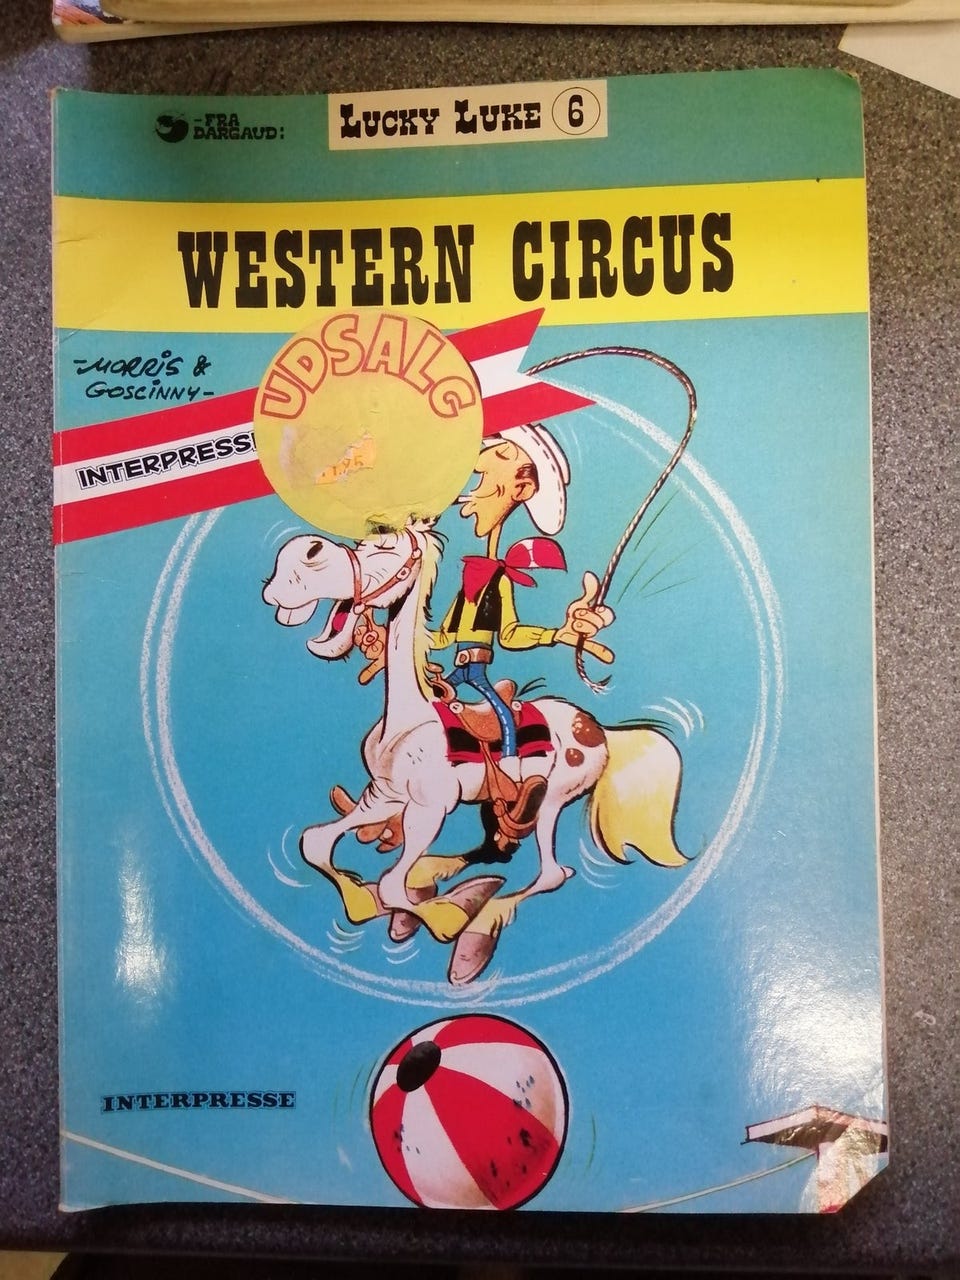 -FRA
DARGAUD:
LUCKY LUKE 6
WESTERN CIRCUS
-MORRIS &
GOSCINNY-
UDSALG
INTERPRESSE
INTERPRESSE